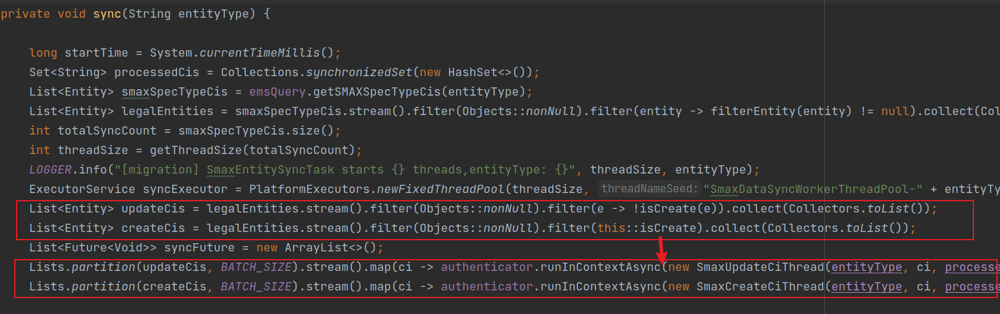 private void sync(String entityType) {
long startTime = System.currentTimeMillis();
Set<String> processedCis = Collections.synchronizedSet(new HashSet<>());
List<Entity> smaxSpecTypeCis = emsQuery.getSMAXSpecTypeCis(entityType);
List<Entity> legalEntities = smaxSpecTypeCis.stream().filter(Objects::nonNull).filter(entity -> filterEntity(entity) != null).collect(Col
int totalSyncCount = smaxSpecTypeCis.size();
int threadSize = getThreadSize(totalSyncCount);
LOGGER.info("[migration] SmaxEntitySyncTask starts {} threads,entityType: {}", threadSize, entityType);
ExecutorService syncExecutor = PlatformExecutors.newFixedThreadPool(threadSize, threadNameSeed: "SmaxDataSyncWorkerThreadPool-" + entityTy
List<Entity> updateCis = legalEntities.stream().filter(Objects::nonNull).filter(e -> !isCreate(e)).collect(Collectors.toList());
List<Entity> createCis = legalEntities.stream().filter(Objects::nonNull).filter(this::isCreate).collect(Collectors.toList());
List<Future<Void>> syncFuture = new ArrayList<>();
Lists.partition(updateCis, BATCH_SIZE).stream().map(ci -> authenticator.runInContextAsync(new SmaxUpdateCiThread(entityType, ci, processe
Lists.partition(createCis, BATCH_SIZE).stream().map(ci -> authenticator.runInContextAsync(new SmaxCreateCiThread(entityType, ci, processe